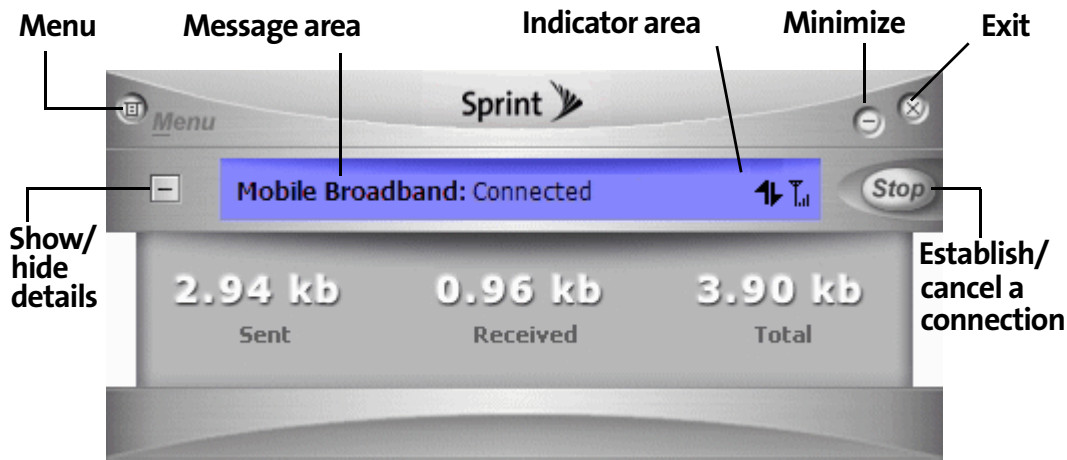 Menu
Message area
Indicator area
Minimize
Exit
Sprint
Menu
Mobile Broadband: Connected
Stop
Show/
hide
details
Establish/
cancel a
connection
2.94 kb
0.96 kb
3.90 kb
Sent
Received
Total